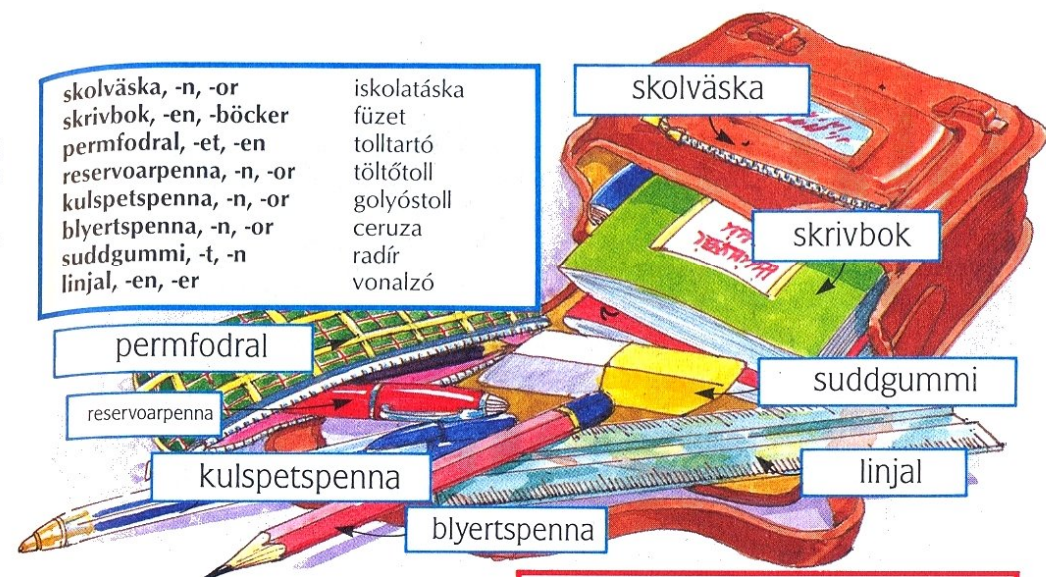 skolväska, -n, -or iskolatáska
skrivbok, -en, -böcker füzet
permfodral, -et, -en tolltartó
reservoarpenna, -n, -or töltőtoll
kulspetspenna, -n, -or golyóstoll
blyertspenna, -n, -or ceruza
suddgummi, -t, -n radír
linjal, -en, -er vonalzó
skolväska
skrivbok
permfodral
suddgummi
reservoarpenna
kulspetspenna
linjal
blyertspenna